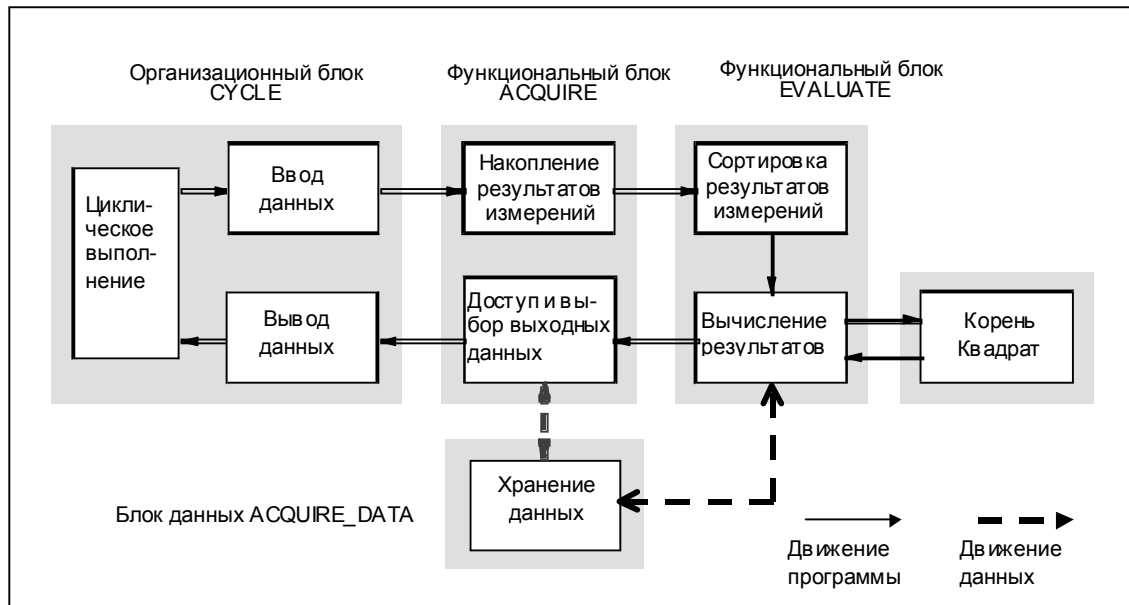 Организационный блок
CYCLE
Функциональный блок
ACQUIRE
Функциональный блок
EVALUATE
Цикли-
ческое
выпол-
нение
Ввод
данных
Накопление
результатов
измерений
Сортировка
результатов
измерений
Вывод
данных
Доступ и вы-
бор выходных
данных
Вычисление
результатов
Корень
Квадрат
Хранение
данных
Блок данных ACQUIRE_DATA
Движение
программы
Движение
данных